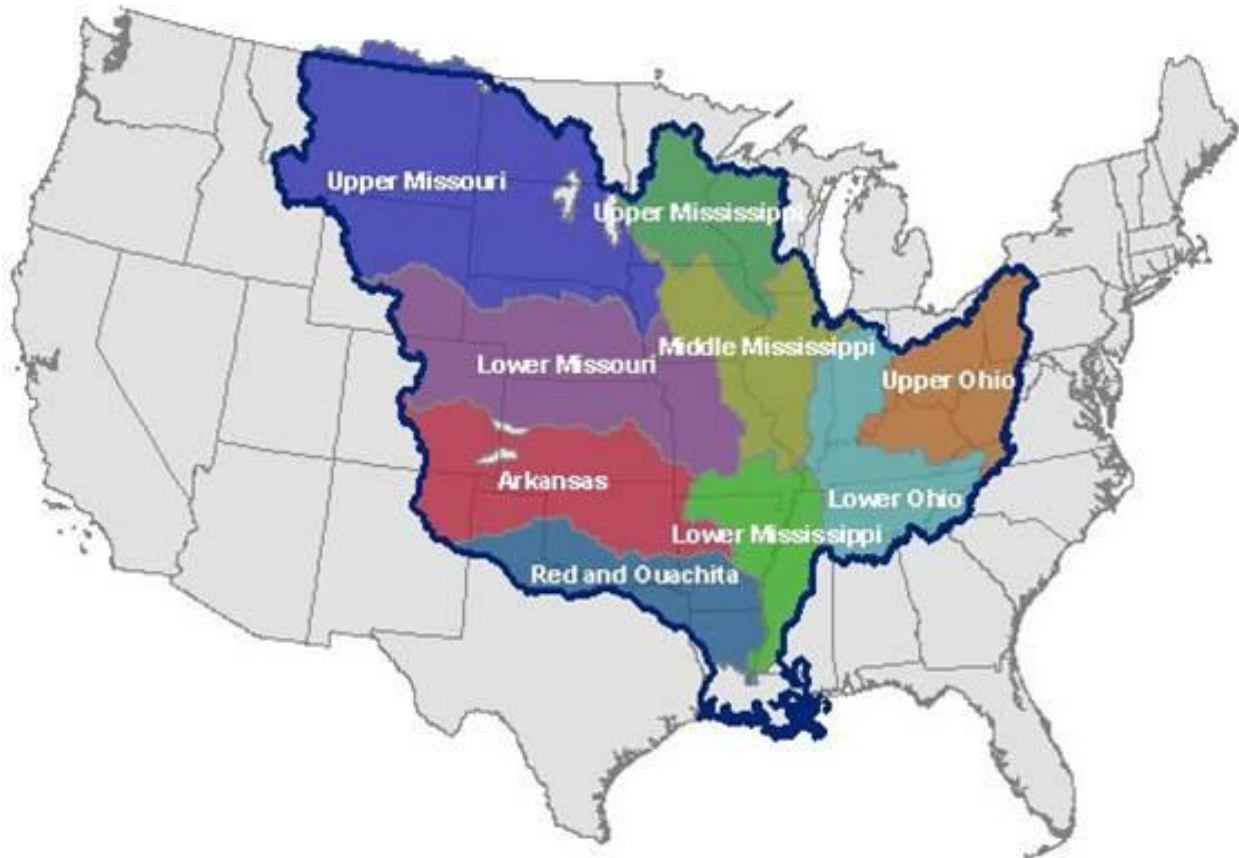 Upper Missouri
Upper Mississippi
Middle Mississippi
Lower Missouri
Upper Ohio
Arkansas
Lower Ohio
Lower Mississippi
Red and Ouachita